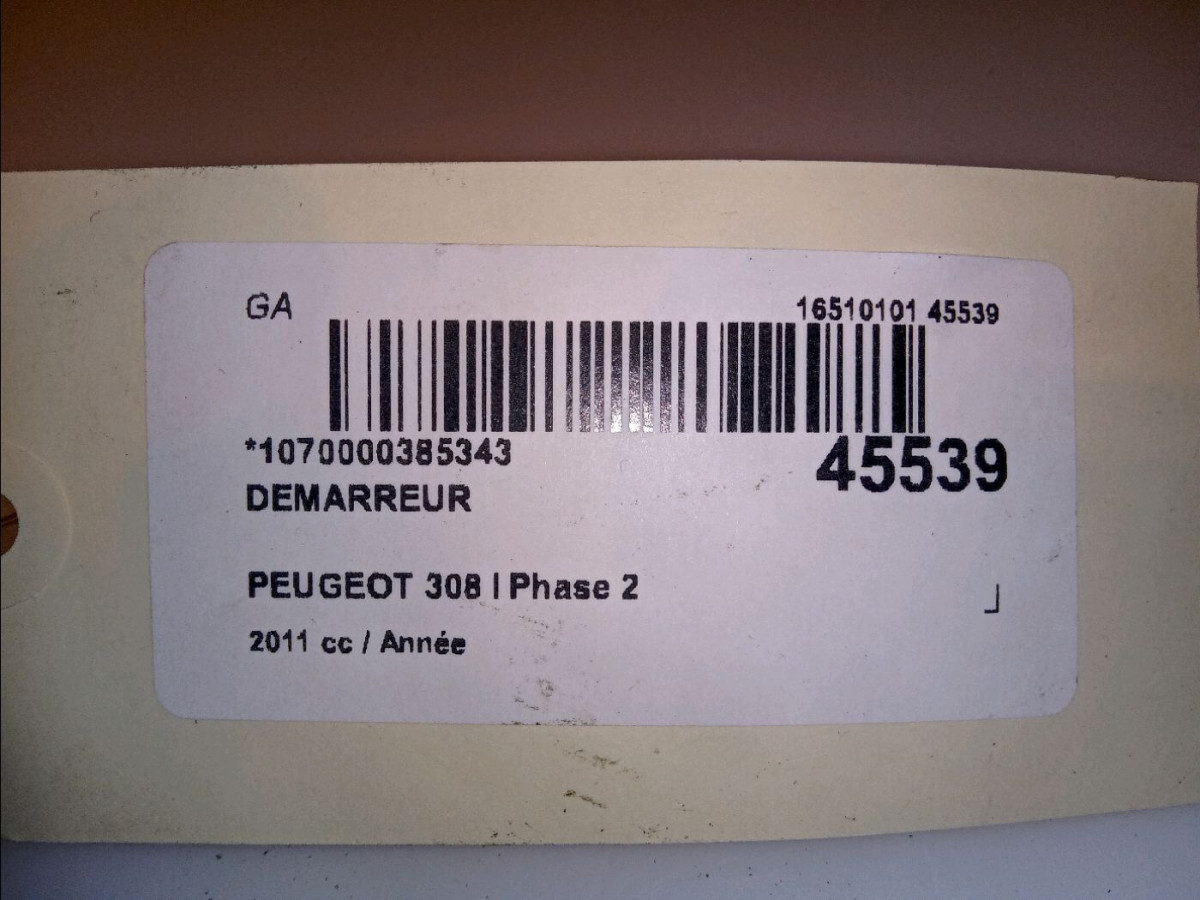 GA
16510101 45539
*1070000385343
45539
DEMARREUR
PEUGEOT 308 I Phase 2
2011 cc / Année